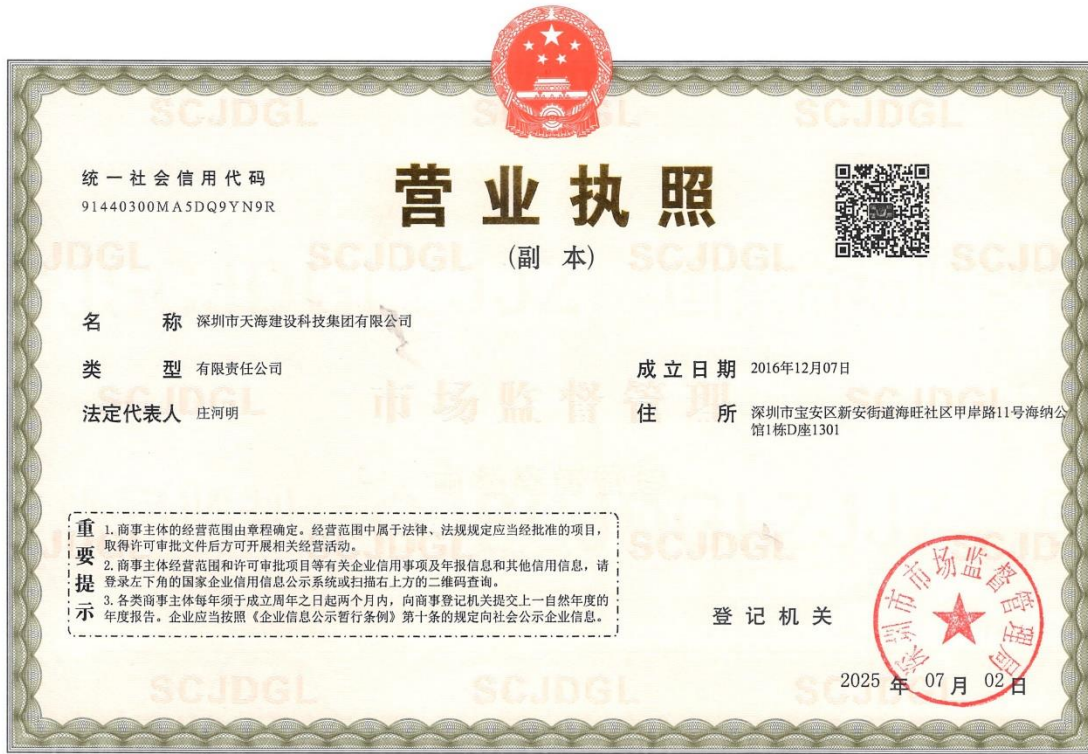 统一社会信用代码
91440300MA5DQ9YN9R
营业执照
(副 本)
名 称 深圳市天海建设科技集团有限公司
类 型 有限责任公司
法定代表人 庄河明
成立日期 2016年12月07日
住 所 深圳市宝安区新安街道海旺社区甲岸路11号海纳公
馆1栋D座1301
重要提示
1. 商事主体的经营范围由章程确定。经营范围中属于法律、法规规定应当经批准的项目，
取得许可审批文件后方可开展相关经营活动。
2. 商事主体经营范围和许可审批项目等有关企业信用事项及年报信息和其他信用信息，请
登录左下角的国家企业信用信息公示系统或扫描右上方的二维码查询。
3. 各类商事主体每年须于成立周年之日起两个月内，向商事登记机关提交上一自然年度的
年度报告。企业应当按照《企业信息公示暂行条例》第十条的规定向社会公示企业信息。
登记机关
深圳市市场监督管理局
2025 年 07 月 02 日
SCJDGL
市场监督管理